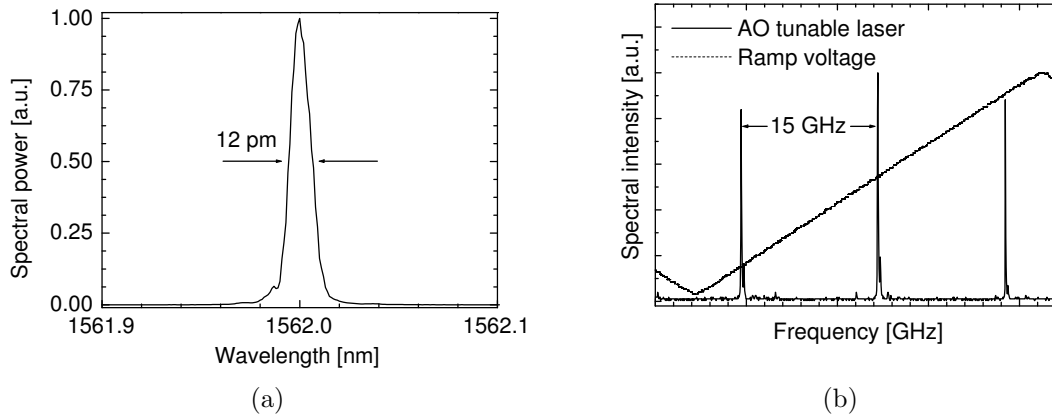 1.00
0.75
0.50
0.25
0.00
12 pm
Spectral power [a.u.]
1561.9
1562.0
1562.1
Wavelength [nm]
(a)
AO tunable laser
Ramp voltage
15 GHz
Spectral intensity [a.u.]
Frequency [GHz]
(b)